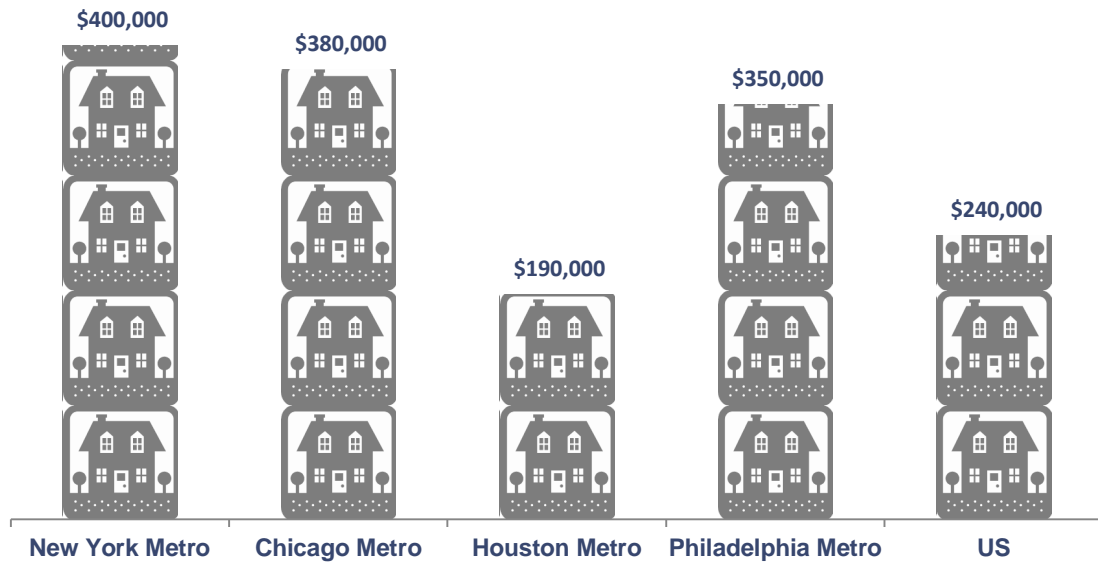 $400,000
$380,000
$350,000
$240,000
$190,000
New York Metro
Chicago Metro
Houston Metro
Philadelphia Metro
US